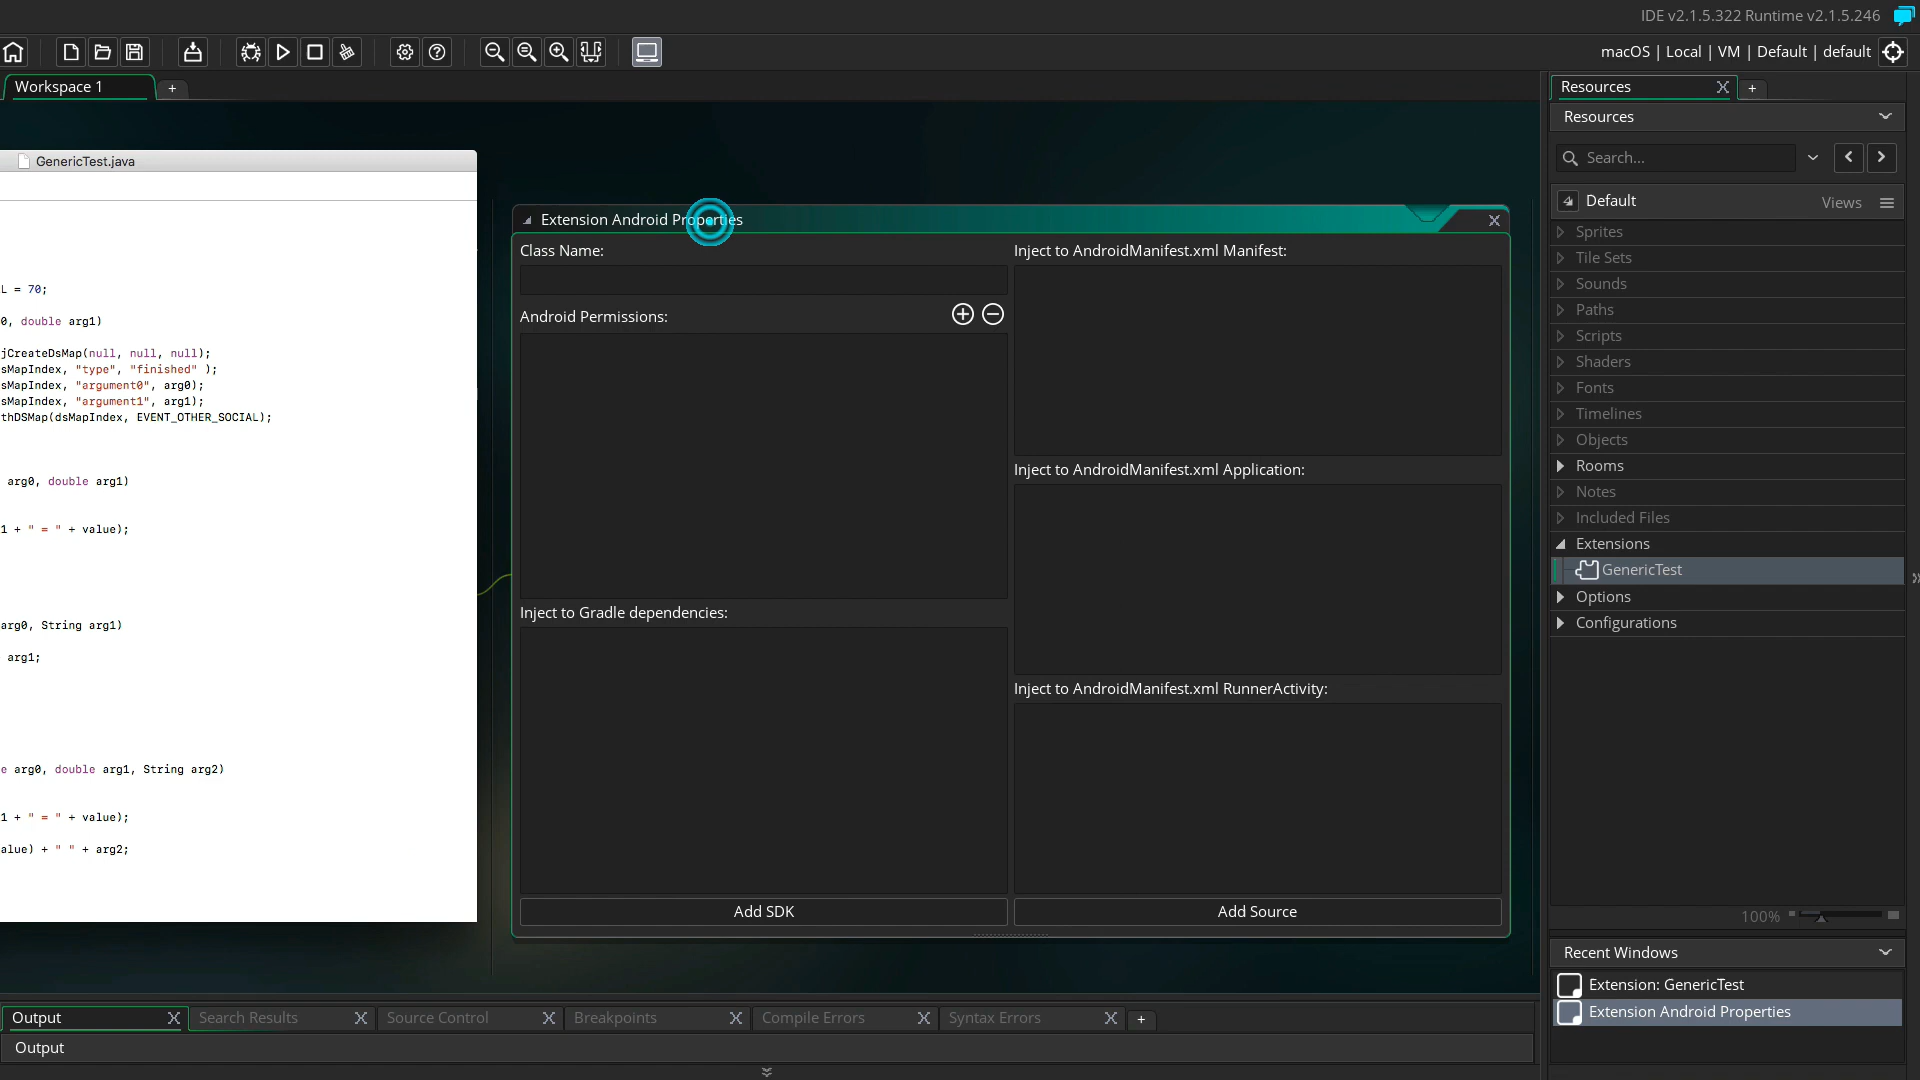 IDE v2.1.5.322 Runtime v2.1.5.246
macOS | Local | VM | Default | default
Workspace 1
+
GenericTest.java
L = 70;
0, double arg1)
jCreateDsMap(null, null, null);
sMapIndex, "type", "finished" );
sMapIndex, "argument0", arg0);
sMapIndex, "argument1", arg1);
thDSMap(dsMapIndex, EVENT_OTHER_SOCIAL);
arg0, double arg1)
1 + " = " + value);
arg0, String arg1)
arg1;
e arg0, double arg1, String arg2)
1 + " = " + value);
alue) + " " + arg2;
Extension Android Properties
Class Name:
Android Permissions:
Inject to Gradle dependencies:
Add SDK
Inject to AndroidManifest.xml Manifest:
Inject to AndroidManifest.xml Application:
Inject to AndroidManifest.xml RunnerActivity:
Add Source
Resources
+
Resources
Search...
Default
Views
Sprites
Tile Sets
Sounds
Paths
Scripts
Shaders
Fonts
Timelines
Objects
Rooms
Notes
Included Files
Extensions
GenericTest
Options
Configurations
100%
Recent Windows
Extension: GenericTest
Extension Android Properties
Output
Search Results
Source Control
Breakpoints
Compile Errors
Syntax Errors
+
Output